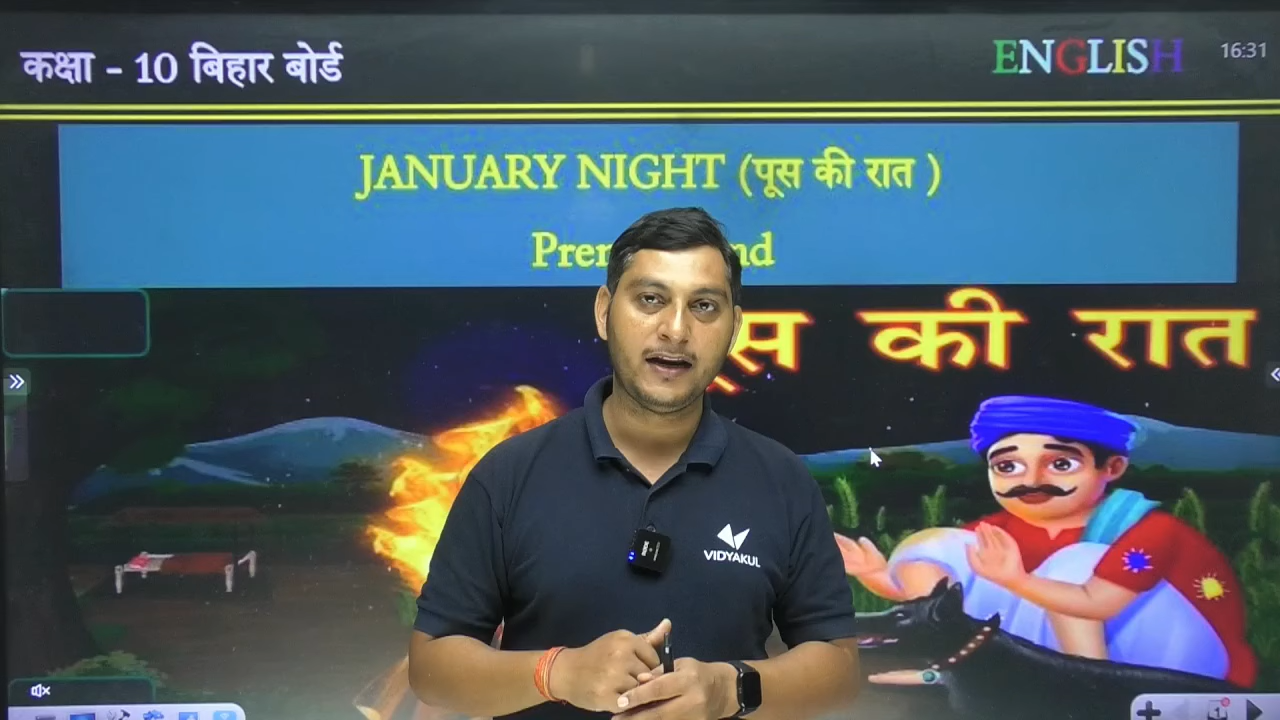 कक्षा - 10 बिहार बोर्ड
ENGLISH
16:31
JANUARY NIGHT (पूस की रात )
की रात
VIDYAKUL